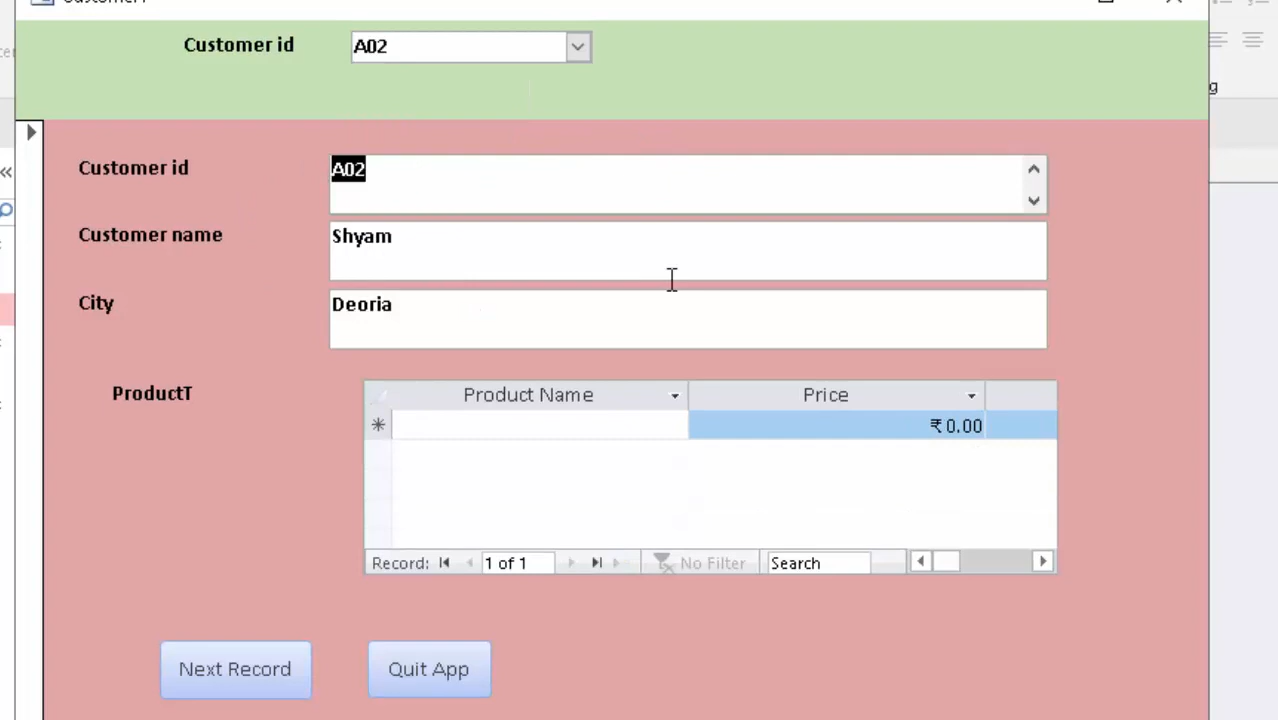 Customer id A02
Customer id A02
Customer name Shyam
City Deoria
ProductT Product Name Price
₹ 0.00
Record: 1 of 1 No Filter Search
Next Record Quit App